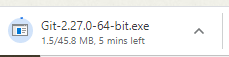 Git-2.27.0-64-bit.exe
1.5/45.8 MB, 5 mins left